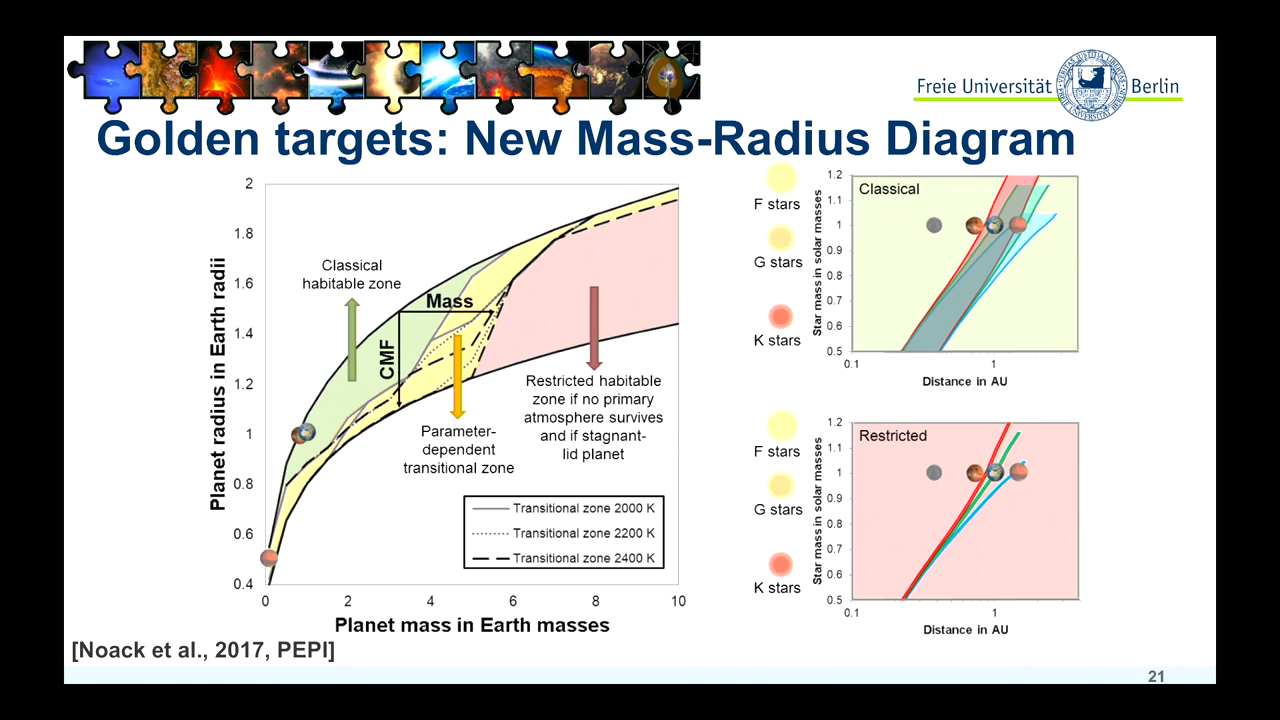 Freie Universität Berlin
Golden targets: New Mass-Radius Diagram
2
1.8
1.6
1.4
1.2
1
0.8
0.6
0.4
0
2
4
6
8
10
Planet radius in Earth radii
Planet mass in Earth masses
Classical
habitable zone
Mass
CMF
Parameter-
dependent
transitional zone
Restricted habitable
zone if no primary
atmosphere survives
and if stagnant-
lid planet
Transitional zone 2000 K
Transitional zone 2200 K
Transitional zone 2400 K
F stars
G stars
K stars
Classical
Star mass in solar masses
1.2
1.1
1
0.9
0.8
0.7
0.6
0.5
0.1
1
Distance in AU
F stars
G stars
K stars
Restricted
Star mass in solar masses
1.2
1.1
1
0.9
0.8
0.7
0.6
0.5
0.1
1
Distance in AU
[Noack et al., 2017, PEPI]
21